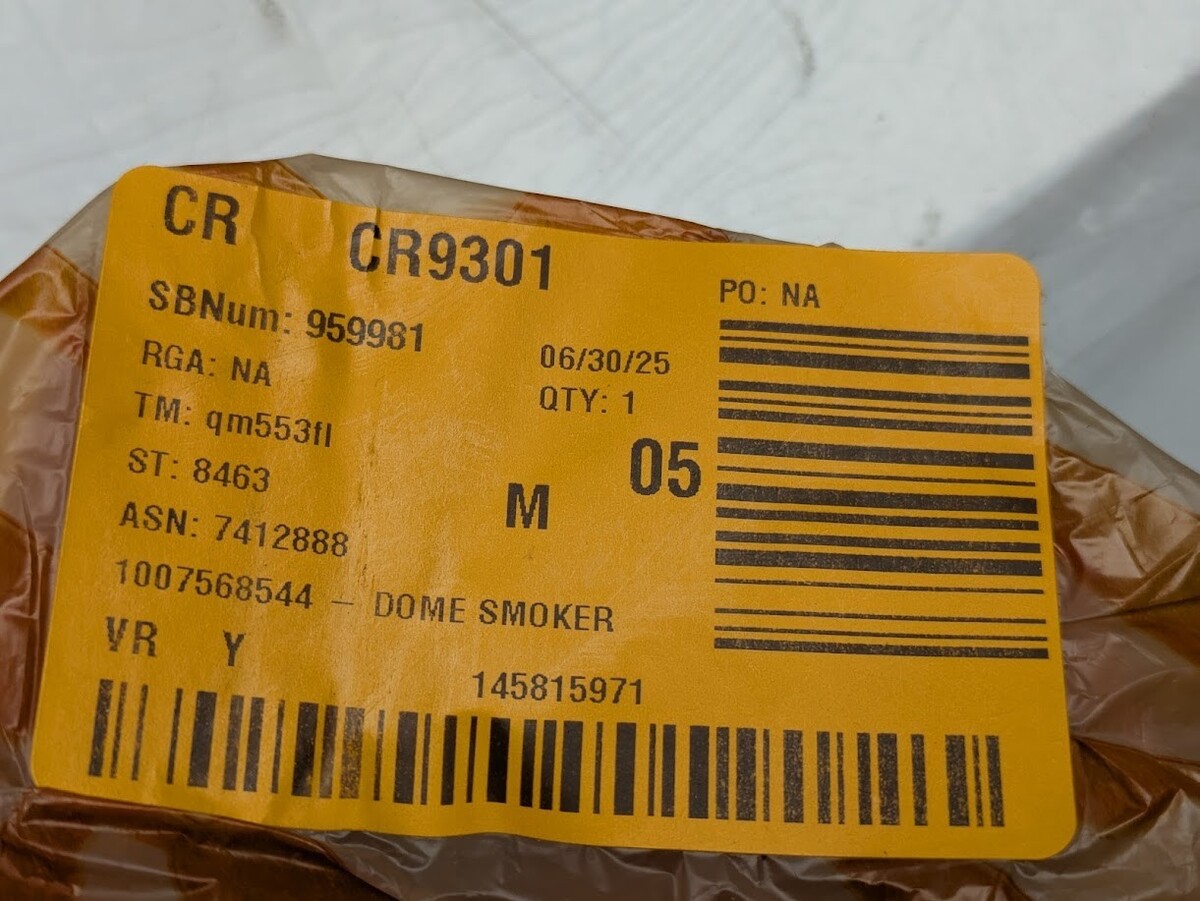 CR CR9301
PO: NA
SBNum: 959981
06/30/25
RGA: NA
QTY: 1
TM: qm553fl
05
ST: 8463
M
ASN: 7412888
1007568544 - DOME SMOKER
VR Y
145815971